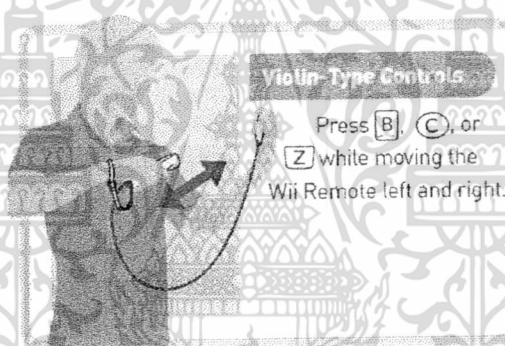 Violin-Type Controls
Press B, C, or
Z while moving the
Wii Remote left and right.